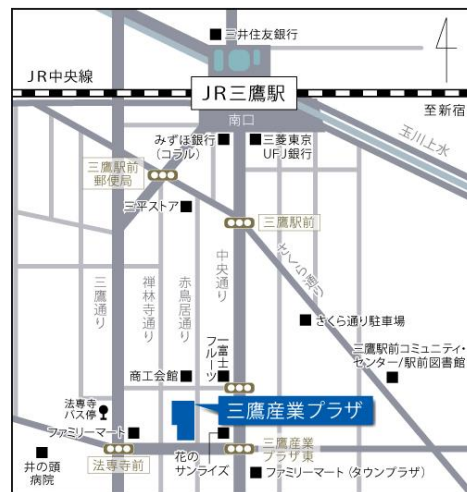 三井住友銀行
JR中央線
JR三鷹駅
南口
至新宿
玉川上水
みずほ銀行
(コラル)
三菱東京
UFJ銀行
三鷹駅前
郵便局
三平ストア
三鷹駅前
さくら通り
三鷹通り
禅林寺通り
赤鳥居通り
中央通り
さくら通り駐車場
一富士
フルーツ
商工会館
三鷹駅前コミュニティ・
センター/駅前図書館
三鷹産業プラザ
法専寺
バス停
ファミリーマート
井の頭
病院
法専寺前
花の
サンライズ
三鷹産業
プラザ東
ファミリーマート(タウンプラザ)